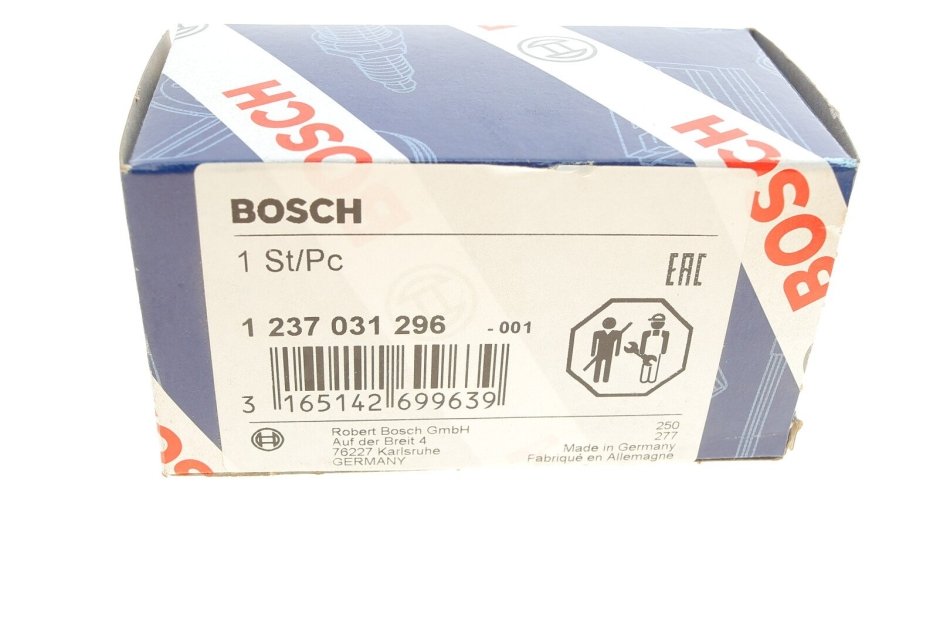 BOSCH
BOSCH
BOSCH
BOSCH
1 St/Pc
EAC
1 237 031 296 - 001
3 165142 699639
Robert Bosch GmbH
Auf der Breit 4
76227 Karlsruhe
GERMANY
250
277
Made in Germany
Fabriqué en Allemagne